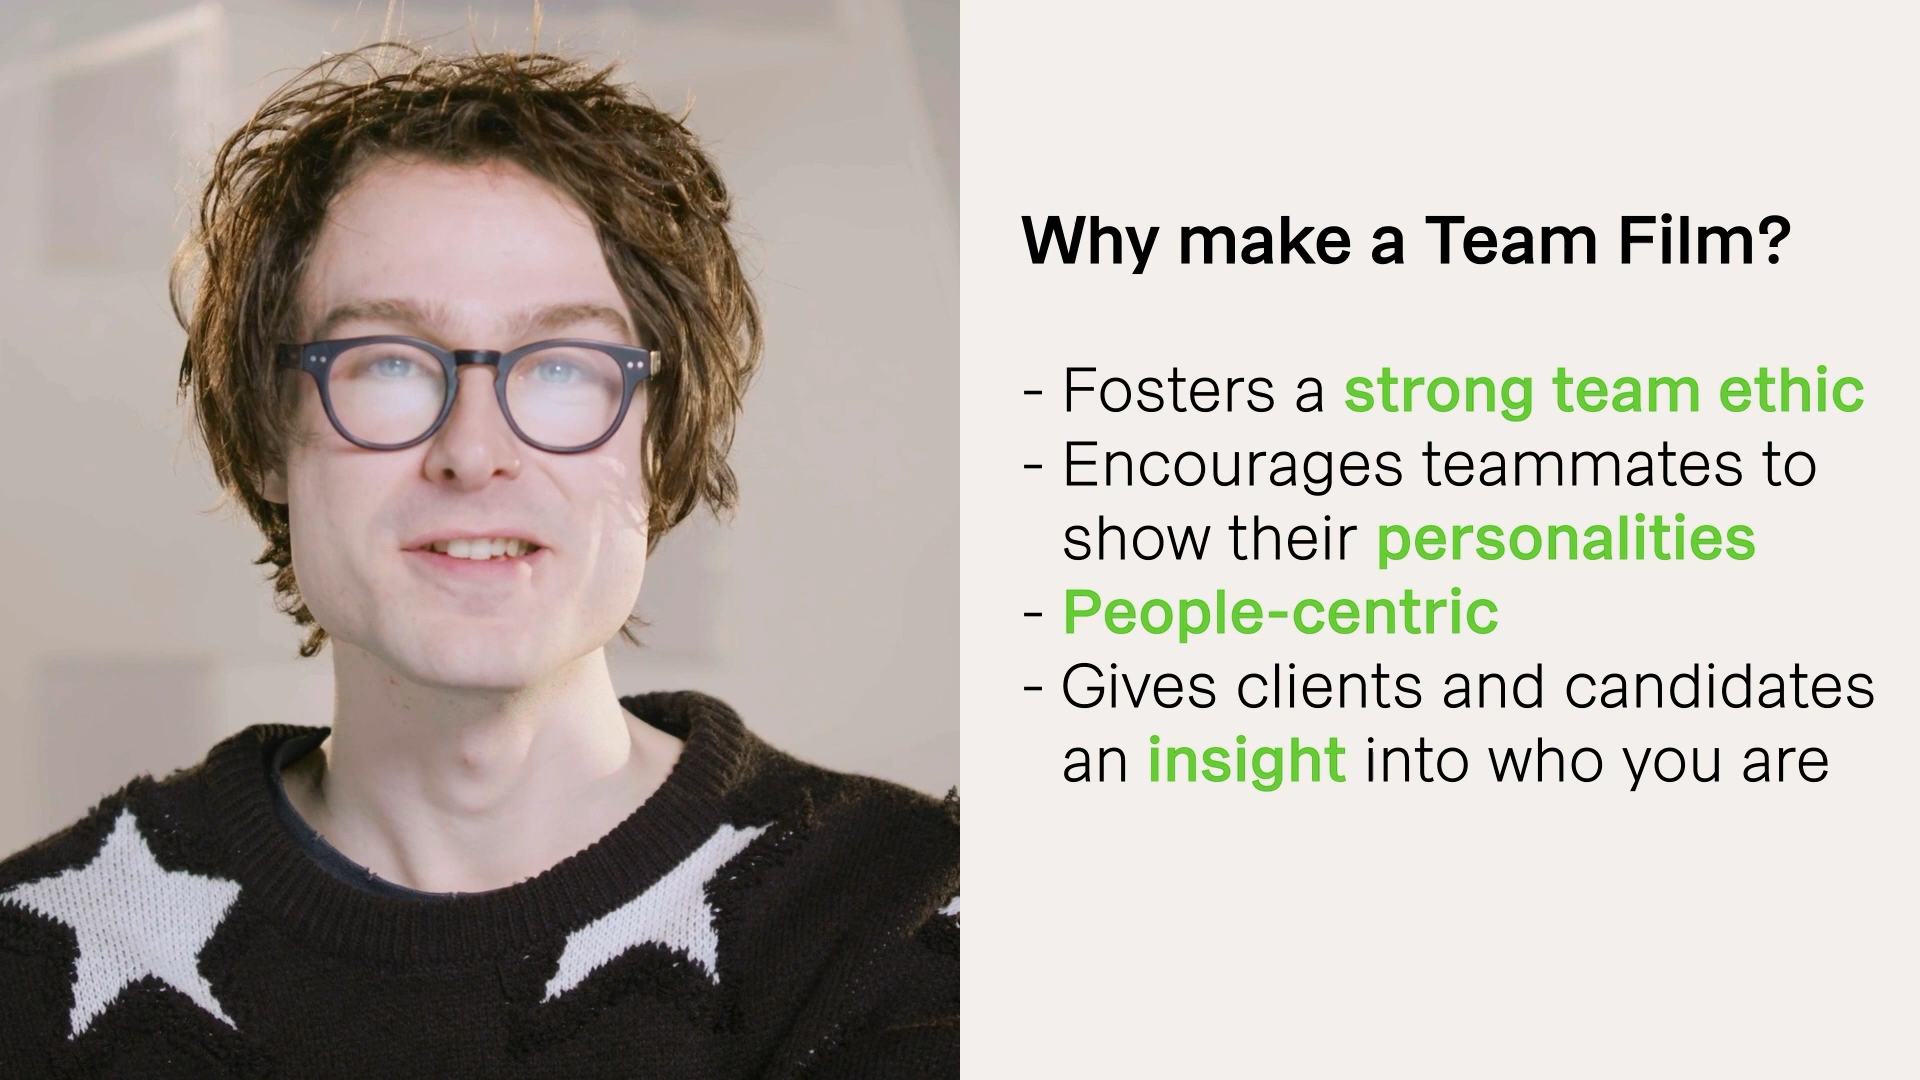 Why make a Team Film?
- Fosters a strong team ethic
- Encourages teammates to
show their personalities
- People-centric
- Gives clients and candidates
an insight into who you are